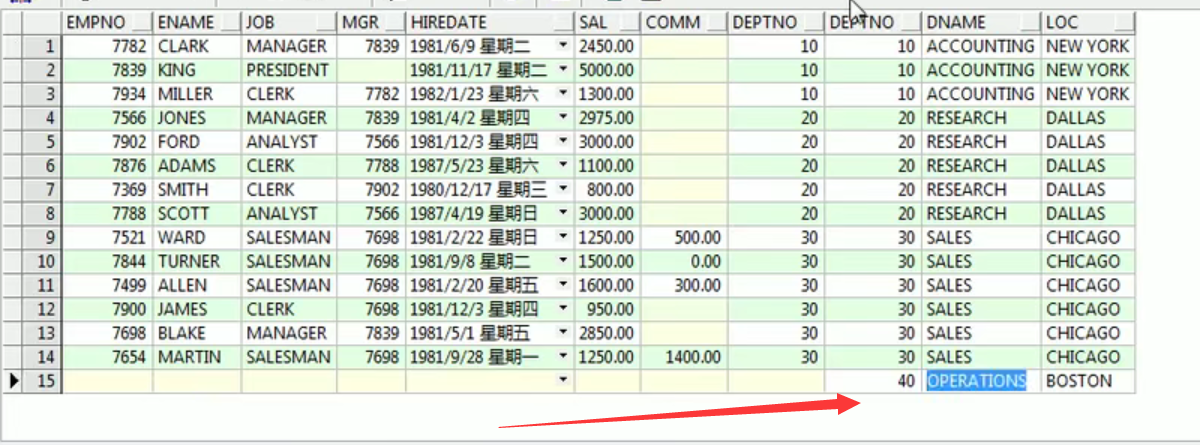 EMPNO ENAME JOB MGR HIREDATE SAL COMM DEPTNO DEPTNO DNAME LOC
1 7782 CLARK MANAGER 7839 1981/6/9 星期二 2450.00 10 10 ACCOUNTING NEW YORK
2 7839 KING PRESIDENT 1981/11/17 星期二 5000.00 10 10 ACCOUNTING NEW YORK
3 7934 MILLER CLERK 7782 1982/1/23 星期六 1300.00 10 10 ACCOUNTING NEW YORK
4 7566 JONES MANAGER 7839 1981/4/2 星期四 2975.00 20 20 RESEARCH DALLAS
5 7902 FORD ANALYST 7566 1981/12/3 星期四 3000.00 20 20 RESEARCH DALLAS
6 7876 ADAMS CLERK 7788 1987/5/23 星期六 1100.00 20 20 RESEARCH DALLAS
7 7369 SMITH CLERK 7902 1980/12/17 星期三 800.00 20 20 RESEARCH DALLAS
8 7788 SCOTT ANALYST 7566 1987/4/19 星期日 3000.00 20 20 RESEARCH DALLAS
9 7521 WARD SALESMAN 7698 1981/2/22 星期日 1250.00 500.00 30 30 SALES CHICAGO
10 7844 TURNER SALESMAN 7698 1981/9/8 星期二 1500.00 0.00 30 30 SALES CHICAGO
11 7499 ALLEN SALESMAN 7698 1981/2/20 星期五 1600.00 300.00 30 30 SALES CHICAGO
12 7900 JAMES CLERK 7698 1981/12/3 星期四 950.00 30 30 SALES CHICAGO
13 7698 BLAKE MANAGER 7839 1981/5/1 星期五 2850.00 30 30 SALES CHICAGO
14 7654 MARTIN SALESMAN 7698 1981/9/28 星期一 1250.00 1400.00 30 30 SALES CHICAGO
15 40 OPERATIONS BOSTON